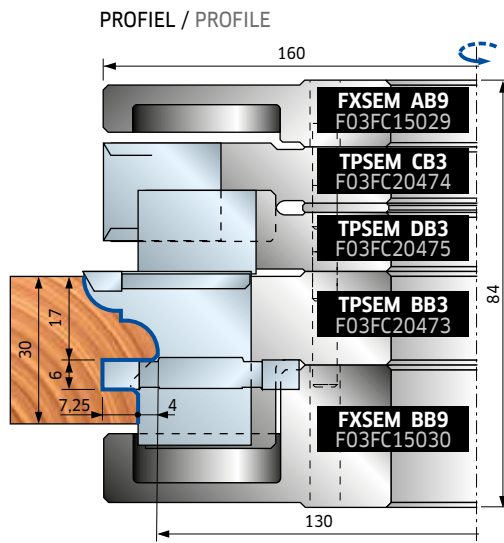 PROFIEL / PROFILE
160
FXSEM AB9
F03FC15029
TPSEM CB3
F03FC20474
TPSEM DB3
F03FC20475
84
TPSEM BB3
F03FC20473
17
30
6
7,25
4
FXSEM BB9
F03FC15030
130